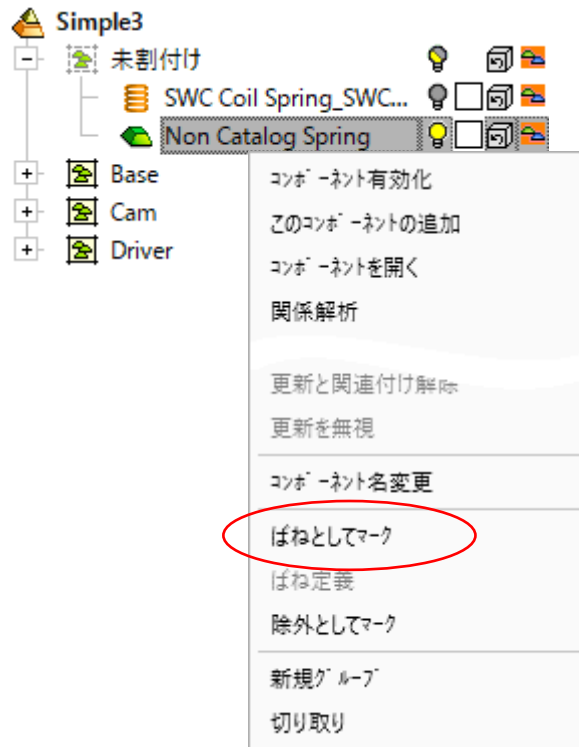 Simple3
未割付け
SWC Coil Spring_SWC...
Non Catalog Spring
Base
Cam
Driver
コンポーネント有効化
このコンポーネントの追加
コンポーネントを開く
関係解析
更新と関連付け解除
更新を無視
コンポーネント名変更
ばねとしてマーク
ばね定義
除外としてマーク
新規グループ
切り取り